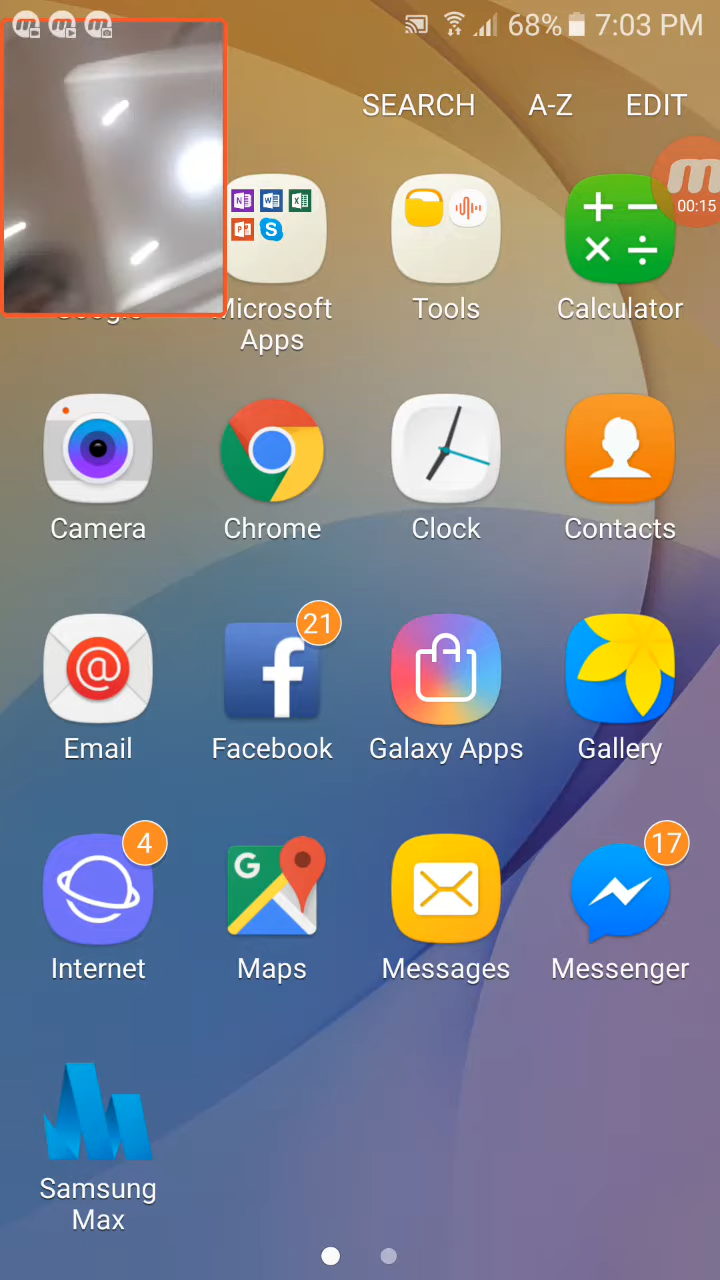 68% 7:03 PM
SEARCH A-Z EDIT
00:15
Google
Microsoft
Apps
Tools
Calculator
Camera
Chrome
Clock
Contacts
21
Email
Facebook
Galaxy Apps
Gallery
4
17
G
Internet
Maps
Messages
Messenger
Samsung
Max